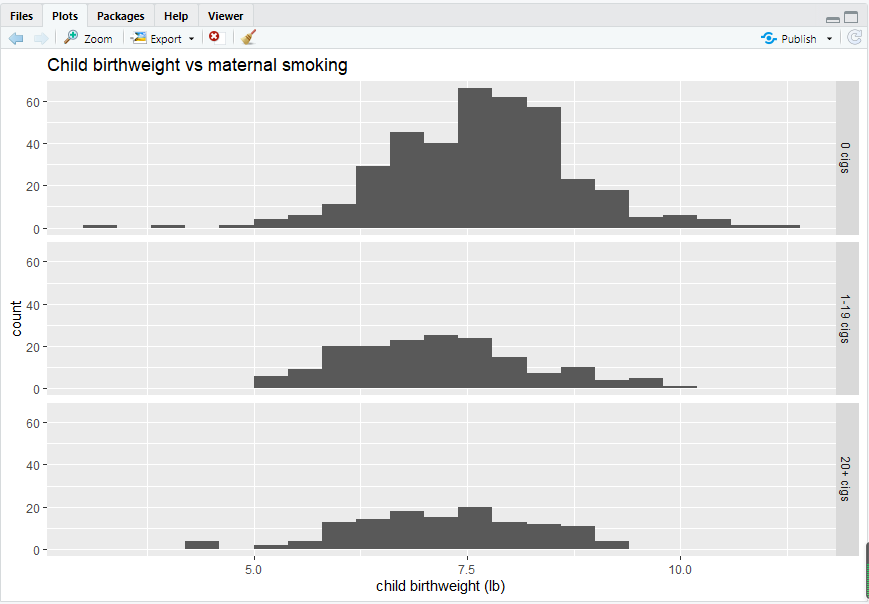 Files Plots Packages Help Viewer
Zoom Export Publish
Child birthweight vs maternal smoking
60
40
20
0
0 cigs
60
40
20
0
1-19 cigs
count
60
40
20
0
20+ cigs
5.0 7.5 10.0
child birthweight (lb)